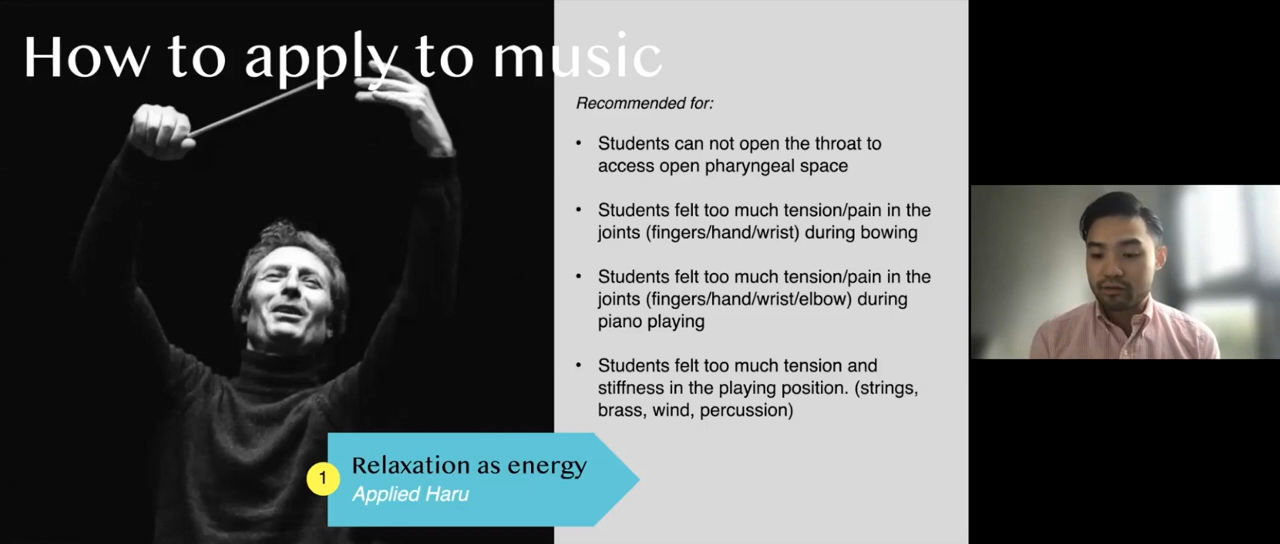 How to apply to music
Recommended for:
• Students can not open the throat to
access open pharyngeal space
• Students felt too much tension/pain in the
joints (fingers/hand/wrist) during bowing
• Students felt too much tension/pain in the
joints (fingers/hand/wrist/elbow) during
piano playing
• Students felt too much tension and
stiffness in the playing position. (strings,
brass, wind, percussion)
1
Relaxation as energy
Applied Haru